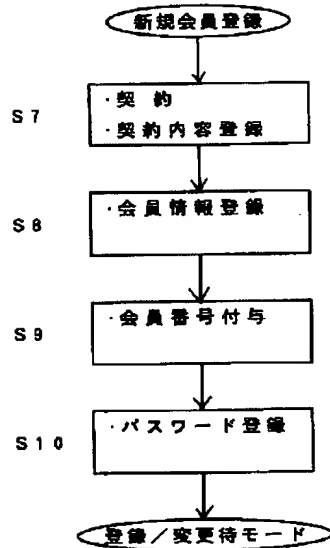 新規会員登録
S7
・契 約
・契約内容登録
S8
・会員情報登録
S9
・会員番号付与
S10
・パスワード登録
登録／変更待モード